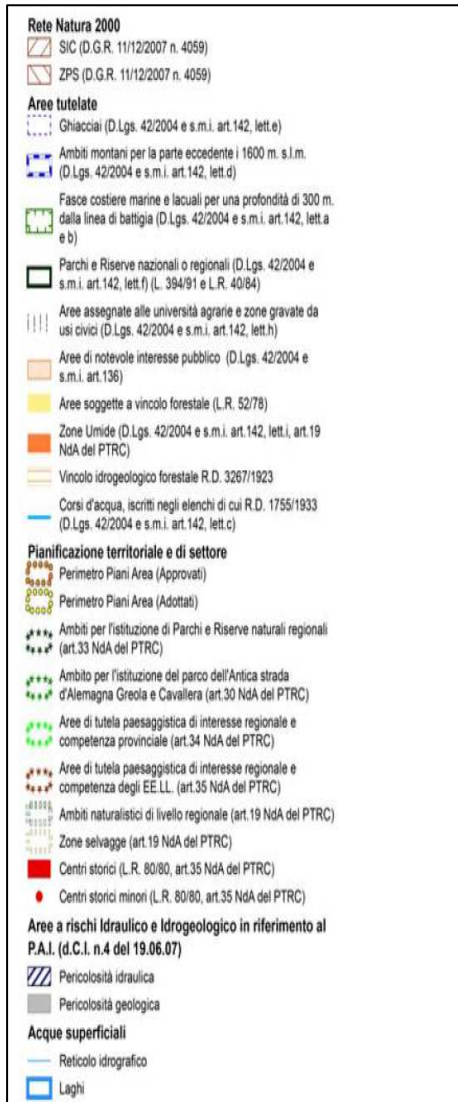 Rete Natura 2000
SIC (D.G.R. 11/12/2007 n. 4059)
ZPS (D.G.R. 11/12/2007 n. 4059)
Aree tutelate
Ghiacciai (D.Lgs. 42/2004 e s.m.i. art.142, lett.e)
Ambiti montani per la parte eccedente i 1600 m. s.l.m.
(D.Lgs. 42/2004 e s.m.i. art.142, lett.d)
Fasce costiere marine e lacuali per una profondità di 300 m.
dalla linea di battigia (D.Lgs. 42/2004 e s.m.i. art.142, lett.a
e b)
Parchi e Riserve nazionali o regionali (D.Lgs. 42/2004 e
s.m.i. art.142, lett.f) (L. 394/91 e L.R. 40/84)
Aree assegnate alle università agrarie e zone gravate da
usi civici (D.Lgs. 42/2004 e s.m.i. art.142, lett.h)
Aree di notevole interesse pubblico (D.Lgs. 42/2004 e
s.m.i. art.136)
Aree soggette a vincolo forestale (L.R. 52/78)
Zone Umide (D.Lgs. 42/2004 e s.m.i. art.142, lett.i, art.19
NdA del PTRC)
Vincolo idrogeologico forestale R.D. 3267/1923
Corsi d'acqua, iscritti negli elenchi di cui R.D. 1755/1933
(D.Lgs. 42/2004 e s.m.i. art.142, lett.c)
Pianificazione territoriale e di settore
Perimetro Piani Area (Approvati)
Perimetro Piani Area (Adottati)
Ambiti per l'istituzione di Parchi e Riserve naturali regionali
(art.33 NdA del PTRC)
Ambito per l'istituzione del parco dell'Antica strada
d'Alemagna Greola e Cavallera (art.30 NdA del PTRC)
Aree di tutela paesaggistica di interesse regionale e
competenza provinciale (art.34 NdA del PTRC)
Aree di tutela paesaggistica di interesse regionale e
competenza degli EE.LL. (art.35 NdA del PTRC)
Ambiti naturalistici di livello regionale (art.19 NdA del PTRC)
Zone selvagge (art.19 NdA del PTRC)
Centri storici (L.R. 80/80, art.35 NdA del PTRC)
Centri storici minori (L.R. 80/80, art.35 NdA del PTRC)
Aree a rischi Idraulico e Idrogeologico in riferimento al
P.A.I. (d.C.I. n.4 del 19.06.07)
Pericolosità idraulica
Pericolosità geologica
Acque superficiali
Reticolo idrografico
Laghi